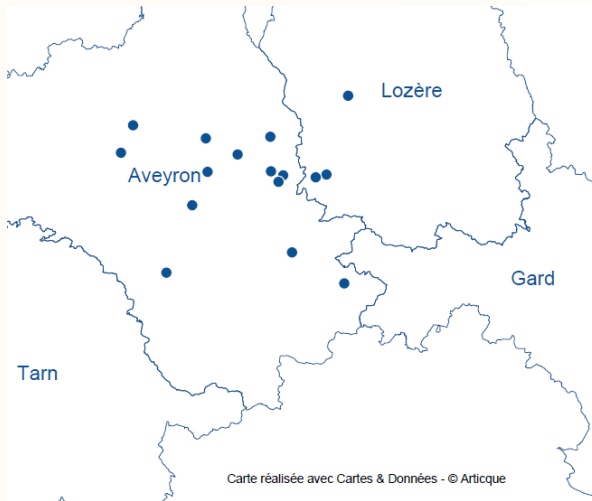 Lozère
Aveyron
Gard
Tarn
Carte réalisée avec Cartes & Données - © Articque